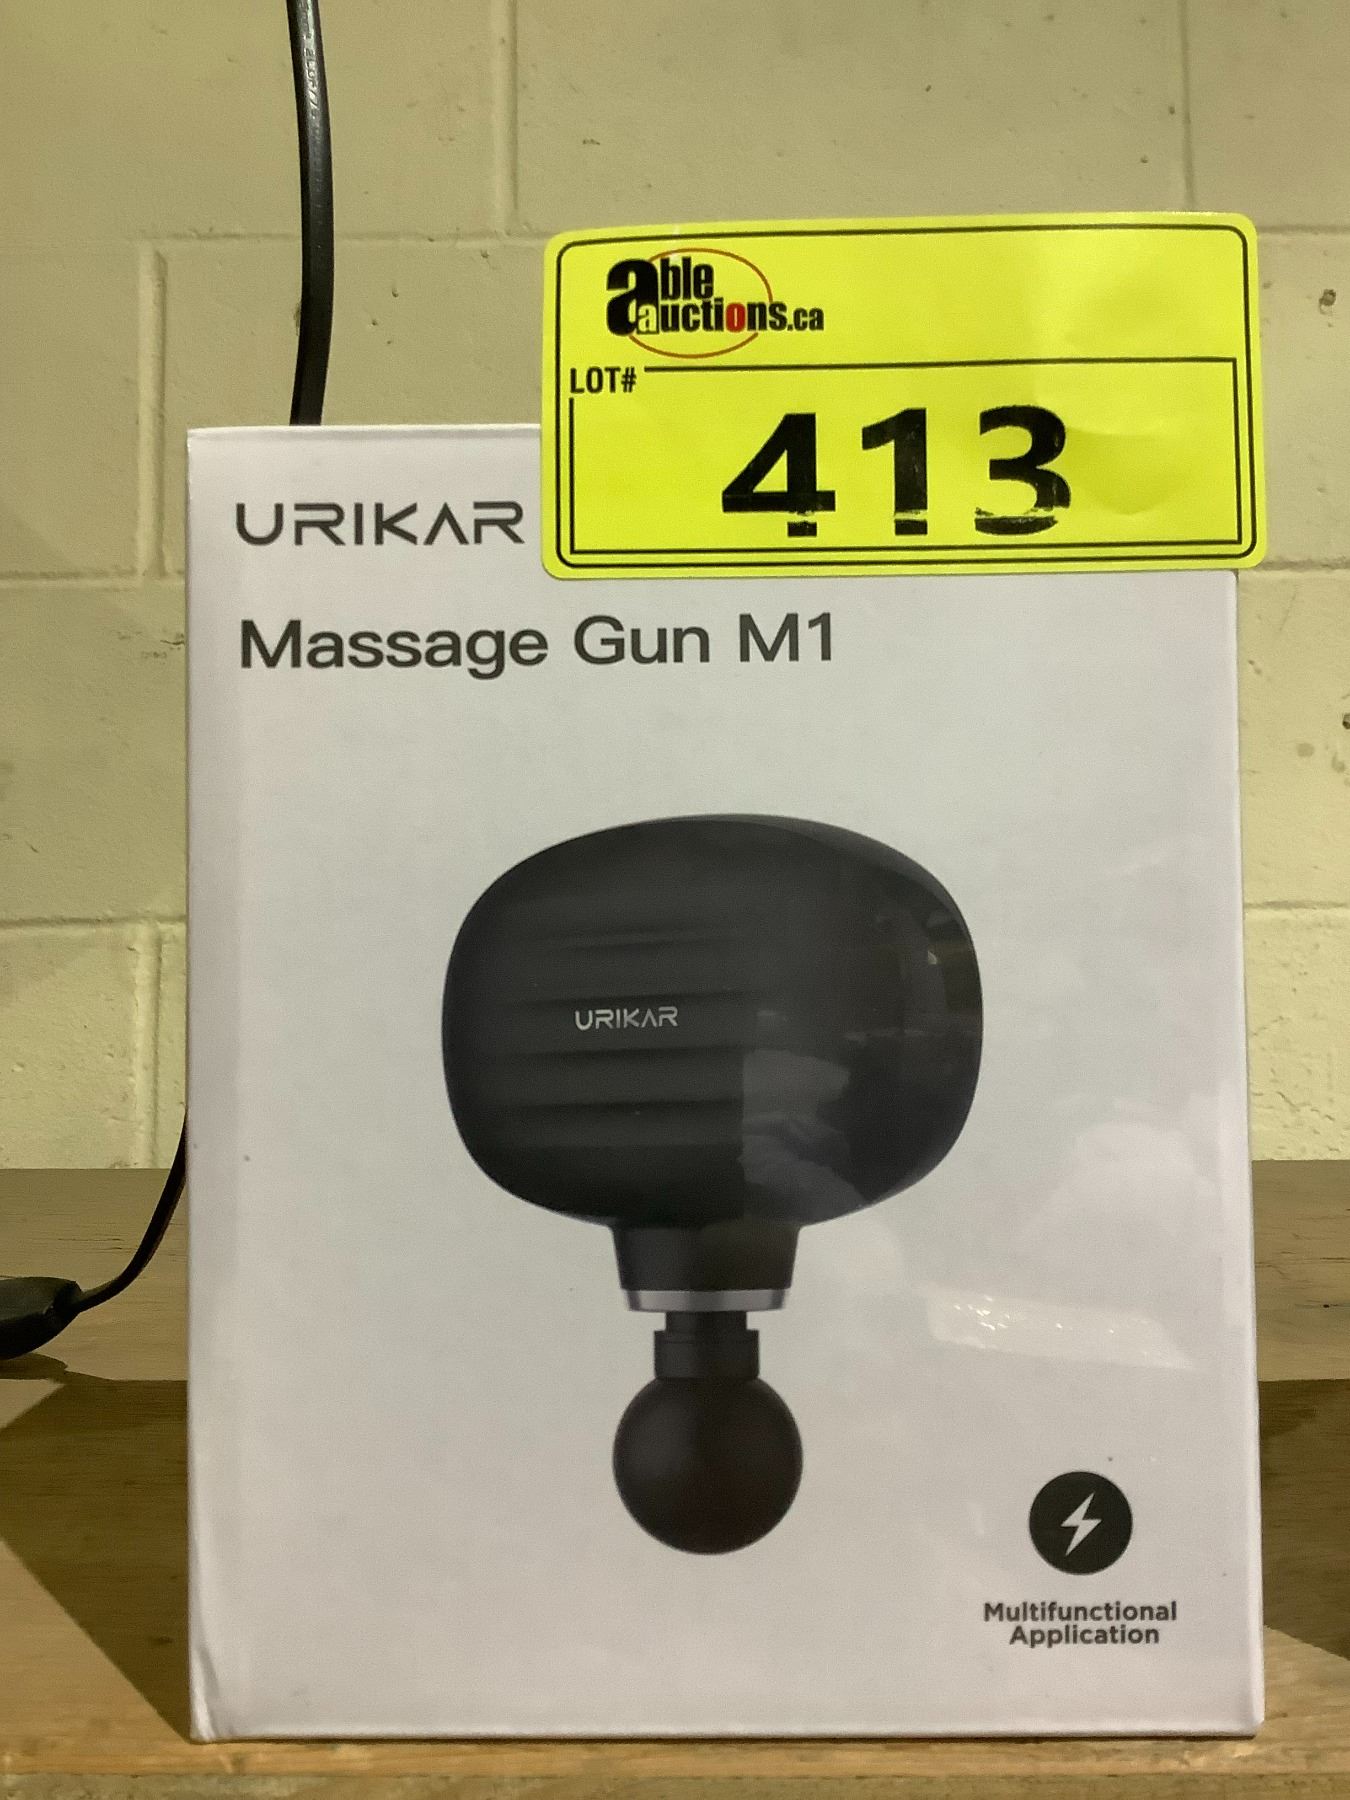 able
auctions.ca
LOT#
413
URIKAR
Massage Gun M1
URIKAR
Multifunctional
Application